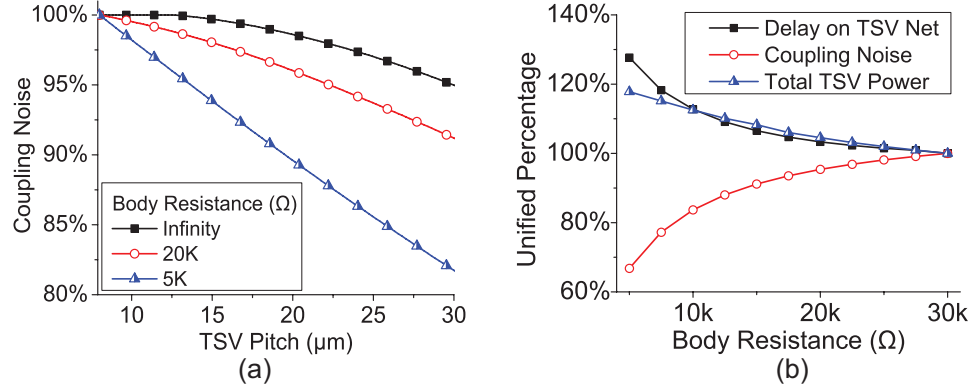 100%
95%
90%
85%
80%
Coupling Noise
Body Resistance (Ω)
Infinity
20K
5K
10 15 20 25 30
TSV Pitch (µm)
(a)
140%
120%
100%
80%
60%
Unified Percentage
Delay on TSV Net
Coupling Noise
Total TSV Power
10k 20k 30k
Body Resistance (Ω)
(b)